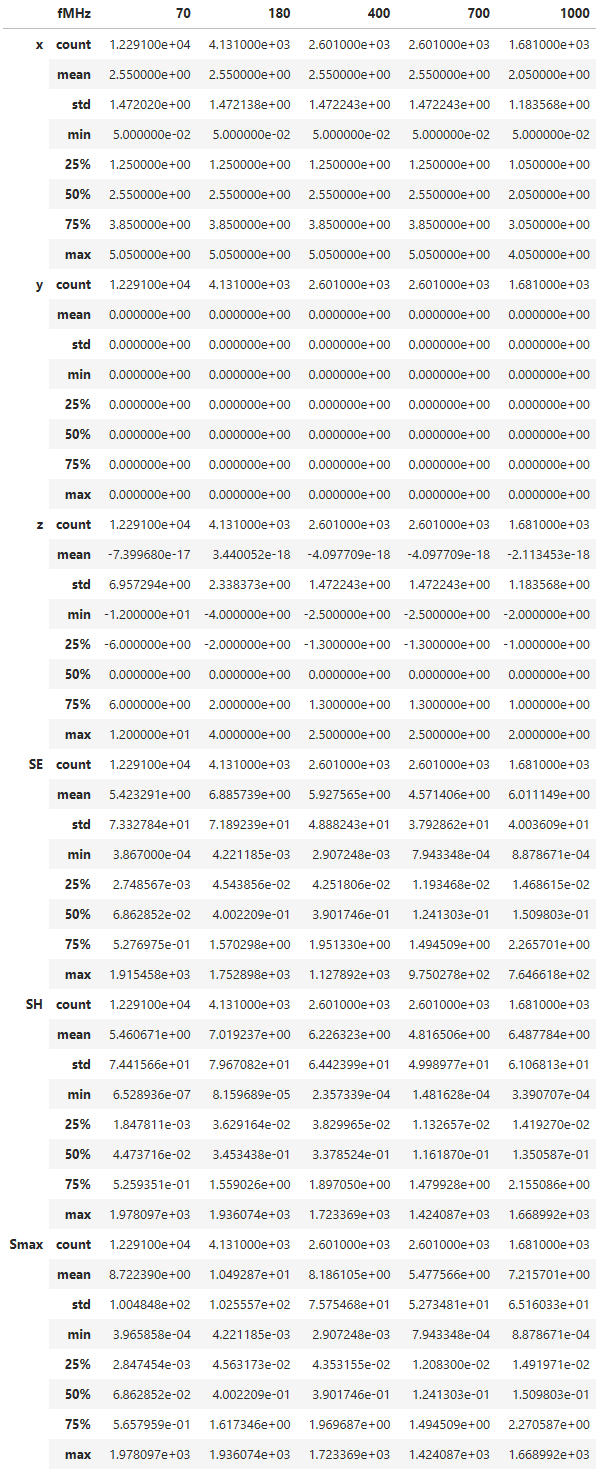 fMHz 70 180 400 700 1000
x count 1.229100e+04 4.131000e+03 2.601000e+03 2.601000e+03 1.681000e+03
mean 2.550000e+00 2.550000e+00 2.550000e+00 2.550000e+00 2.050000e+00
std 1.472020e+00 1.472138e+00 1.472243e+00 1.472243e+00 1.183568e+00
min 5.000000e-02 5.000000e-02 5.000000e-02 5.000000e-02 5.000000e-02
25% 1.250000e+00 1.250000e+00 1.250000e+00 1.250000e+00 1.050000e+00
50% 2.550000e+00 2.550000e+00 2.550000e+00 2.550000e+00 2.050000e+00
75% 3.850000e+00 3.850000e+00 3.850000e+00 3.850000e+00 3.050000e+00
max 5.050000e+00 5.050000e+00 5.050000e+00 5.050000e+00 4.050000e+00
y count 1.229100e+04 4.131000e+03 2.601000e+03 2.601000e+03 1.681000e+03
mean 0.000000e+00 0.000000e+00 0.000000e+00 0.000000e+00 0.000000e+00
std 0.000000e+00 0.000000e+00 0.000000e+00 0.000000e+00 0.000000e+00
min 0.000000e+00 0.000000e+00 0.000000e+00 0.000000e+00 0.000000e+00
25% 0.000000e+00 0.000000e+00 0.000000e+00 0.000000e+00 0.000000e+00
50% 0.000000e+00 0.000000e+00 0.000000e+00 0.000000e+00 0.000000e+00
75% 0.000000e+00 0.000000e+00 0.000000e+00 0.000000e+00 0.000000e+00
max 0.000000e+00 0.000000e+00 0.000000e+00 0.000000e+00 0.000000e+00
z count 1.229100e+04 4.131000e+03 2.601000e+03 2.601000e+03 1.681000e+03
mean -7.399680e-17 3.440052e-18 -4.097709e-18 -4.097709e-18 -2.113453e-18
std 6.957294e+00 2.338373e+00 1.472243e+00 1.472243e+00 1.183568e+00
min -1.200000e+01 -4.000000e+00 -2.500000e+00 -2.500000e+00 -2.000000e+00
25% -6.000000e+00 -2.000000e+00 -1.300000e+00 -1.300000e+00 -1.000000e+00
50% 0.000000e+00 0.000000e+00 0.000000e+00 0.000000e+00 0.000000e+00
75% 6.000000e+00 2.000000e+00 1.300000e+00 1.300000e+00 1.000000e+00
max 1.200000e+01 4.000000e+00 2.500000e+00 2.500000e+00 2.000000e+00
SE count 1.229100e+04 4.131000e+03 2.601000e+03 2.601000e+03 1.681000e+03
mean 5.423291e+00 6.885739e+00 5.927565e+00 4.571406e+00 6.011149e+00
std 7.332784e+01 7.189239e+01 4.888243e+01 3.792862e+01 4.003609e+01
min 3.867000e-04 4.221185e-03 2.907248e-03 7.943348e-04 8.878671e-04
25% 2.748567e-03 4.543856e-02 4.251806e-02 1.193468e-02 1.468615e-02
50% 6.862852e-02 4.002209e-01 3.901746e-01 1.241303e-01 1.509803e-01
75% 5.276975e-01 1.570298e+00 1.951330e+00 1.494509e+00 2.265701e+00
max 1.915458e+03 1.752898e+03 1.127892e+03 9.750278e+02 7.646618e+02
SH count 1.229100e+04 4.131000e+03 2.601000e+03 2.601000e+03 1.681000e+03
mean 5.460671e+00 7.019237e+00 6.226323e+00 4.816506e+00 6.487784e+00
std 7.441566e+01 7.967082e+01 6.442399e+01 4.998977e+01 6.106813e+01
min 6.528936e-07 8.159689e-05 2.357339e-04 1.481628e-04 3.390707e-04
25% 1.847811e-03 3.629164e-02 3.829965e-02 1.132657e-02 1.419270e-02
50% 4.473716e-02 3.453438e-01 3.378524e-01 1.161870e-01 1.350587e-01
75% 5.259351e-01 1.559026e+00 1.897050e+00 1.479928e+00 2.155086e+00
max 1.978097e+03 1.936074e+03 1.723369e+03 1.424087e+03 1.668992e+03
Smax count 1.229100e+04 4.131000e+03 2.601000e+03 2.601000e+03 1.681000e+03
mean 8.722390e+00 1.049287e+01 8.186105e+00 5.477566e+00 7.215701e+00
std 1.004848e+02 1.025557e+02 7.575468e+01 5.273481e+01 6.516033e+01
min 3.965858e-04 4.221185e-03 2.907248e-03 7.943348e-04 8.878671e-04
25% 2.847454e-03 4.563173e-02 4.353155e-02 1.208300e-02 1.491971e-02
50% 6.862852e-02 4.002209e-01 3.901746e-01 1.241303e-01 1.509803e-01
75% 5.657959e-01 1.617346e+00 1.969687e+00 1.494509e+00 2.270587e+00
max 1.978097e+03 1.936074e+03 1.723369e+03 1.424087e+03 1.668992e+03